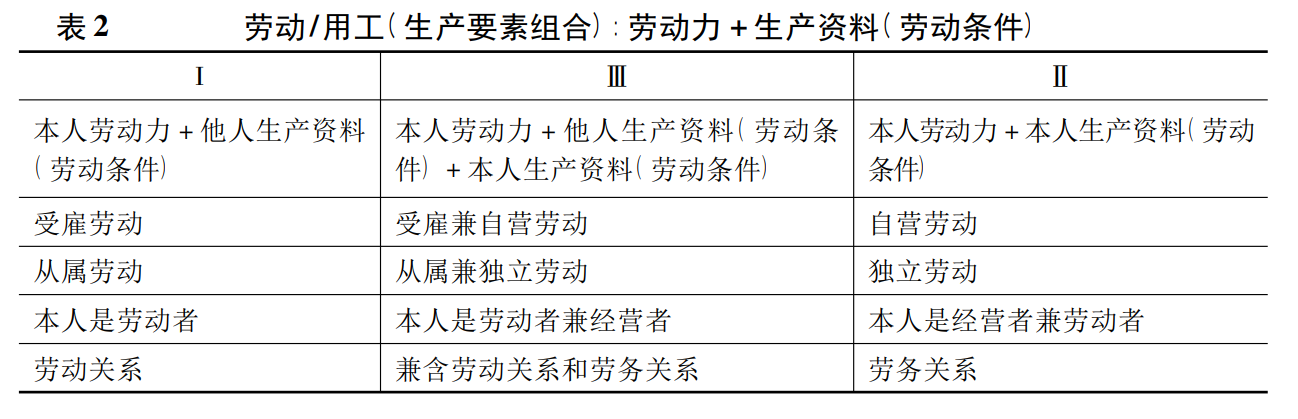 表2 劳动/用工(生产要素组合):劳动力+生产资料(劳动条件)
Ⅰ Ⅲ Ⅱ
本人劳动力+他人生产资料 本人劳动力+他人生产资料(劳动条 本人劳动力+本人生产资料(劳动
(劳动条件) 件)+本人生产资料(劳动条件) 条件)
受雇劳动 受雇兼自营劳动 自营劳动
从属劳动 从属兼独立劳动 独立劳动
本人是劳动者 本人是劳动者兼经营者 本人是经营者兼劳动者
劳动关系 兼含劳动关系和劳务关系 劳务关系